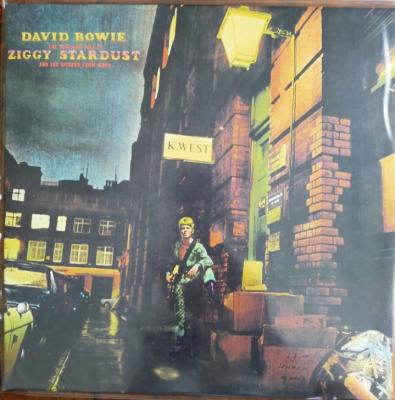 DAVID BOWIE
THE RISE AND FALL OF
ZIGGY STARDUST
AND THE SPIDERS FROM MARS
K.WEST